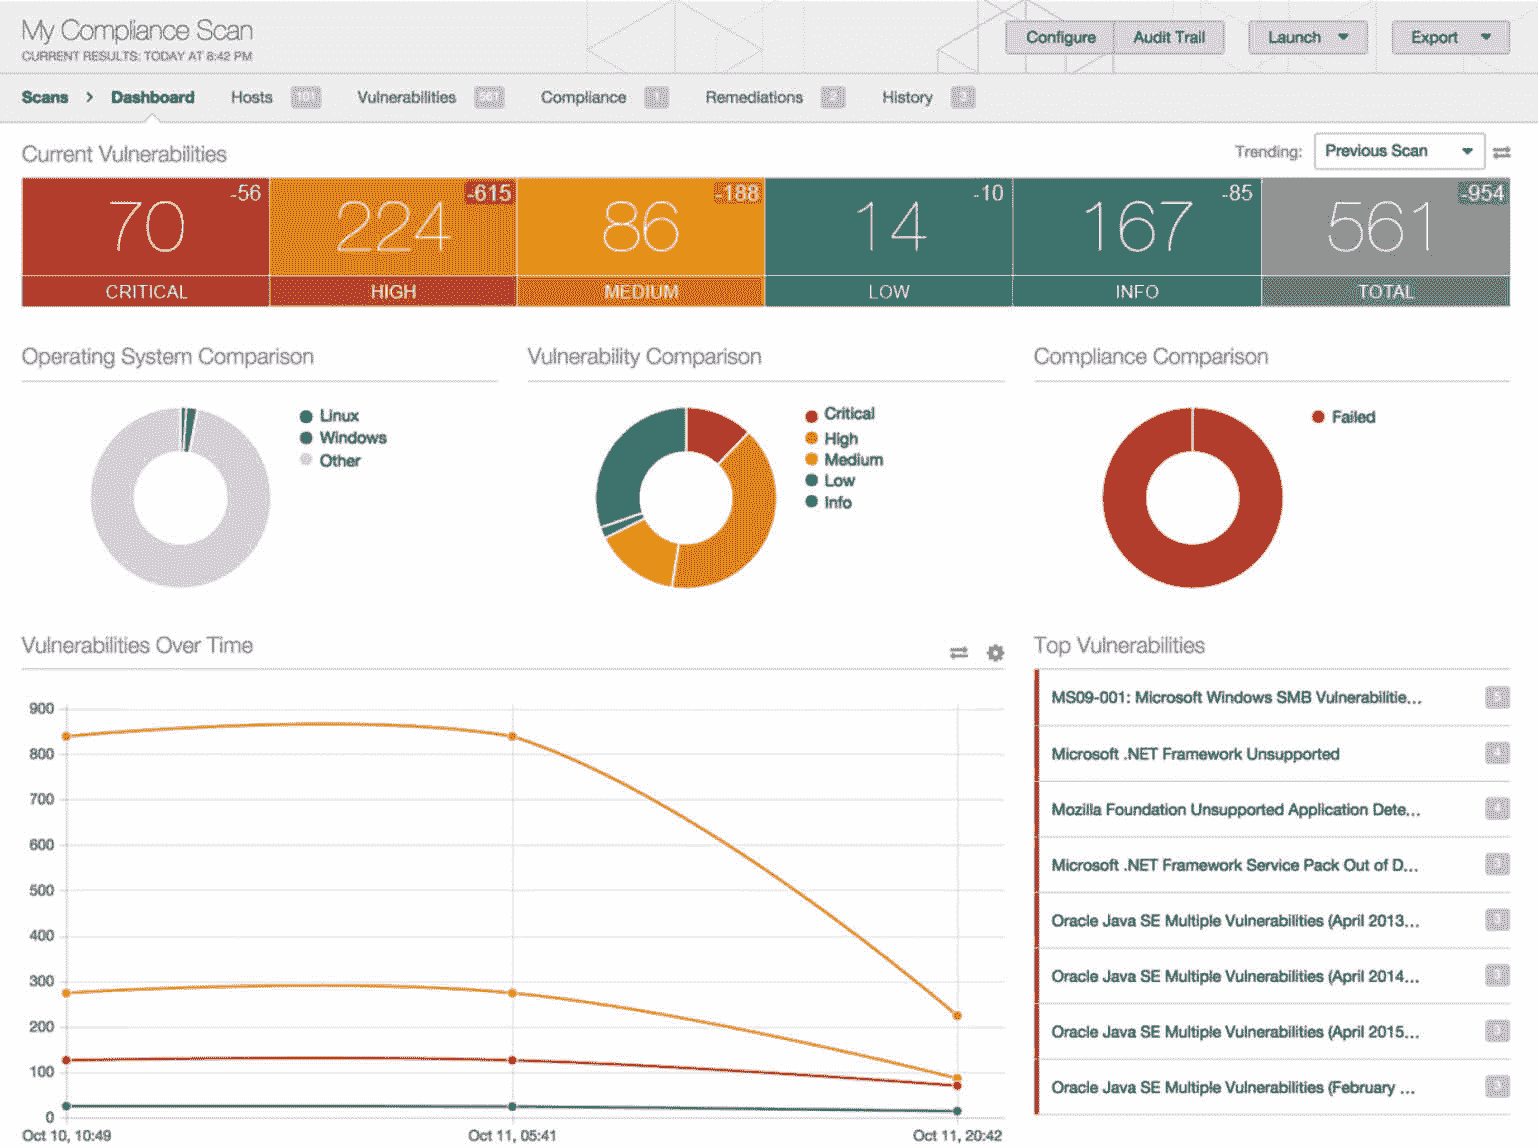 My Compliance Scan
CURRENT RESULTS: TODAY AT 8:42 PM
Configure Audit Trail Launch Export
Scans > Dashboard Hosts 101 Vulnerabilities 561 Compliance 1 Remediations 2 History 3
Current Vulnerabilities
Trending: Previous Scan
-56 -615 -188 -10 -85 -954
70 224 86 14 167 561
CRITICAL HIGH MEDIUM LOW INFO TOTAL
Operating System Comparison
Linux
Windows
Other
Vulnerability Comparison
Critical
High
Medium
Low
Info
Compliance Comparison
Failed
Vulnerabilities Over Time
900
800
700
600
500
400
300
200
100
0
Oct 10, 10:49 Oct 11, 05:41 Oct 11, 20:42
Top Vulnerabilities
MS09-001: Microsoft Windows SMB Vulnerabilitie...
Microsoft .NET Framework Unsupported
Mozilla Foundation Unsupported Application Dete...
Microsoft .NET Framework Service Pack Out of D...
Oracle Java SE Multiple Vulnerabilities (April 2013...
Oracle Java SE Multiple Vulnerabilities (April 2014...
Oracle Java SE Multiple Vulnerabilities (April 2015...
Oracle Java SE Multiple Vulnerabilities (February ...